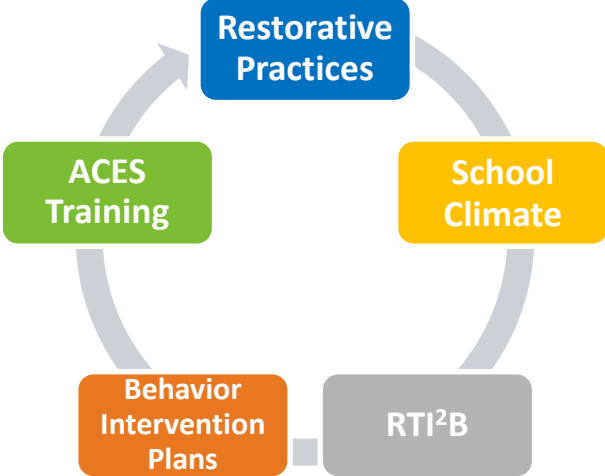 Restorative
Practices
School
Climate
RTI²B
Behavior
Intervention
Plans
ACES
Training